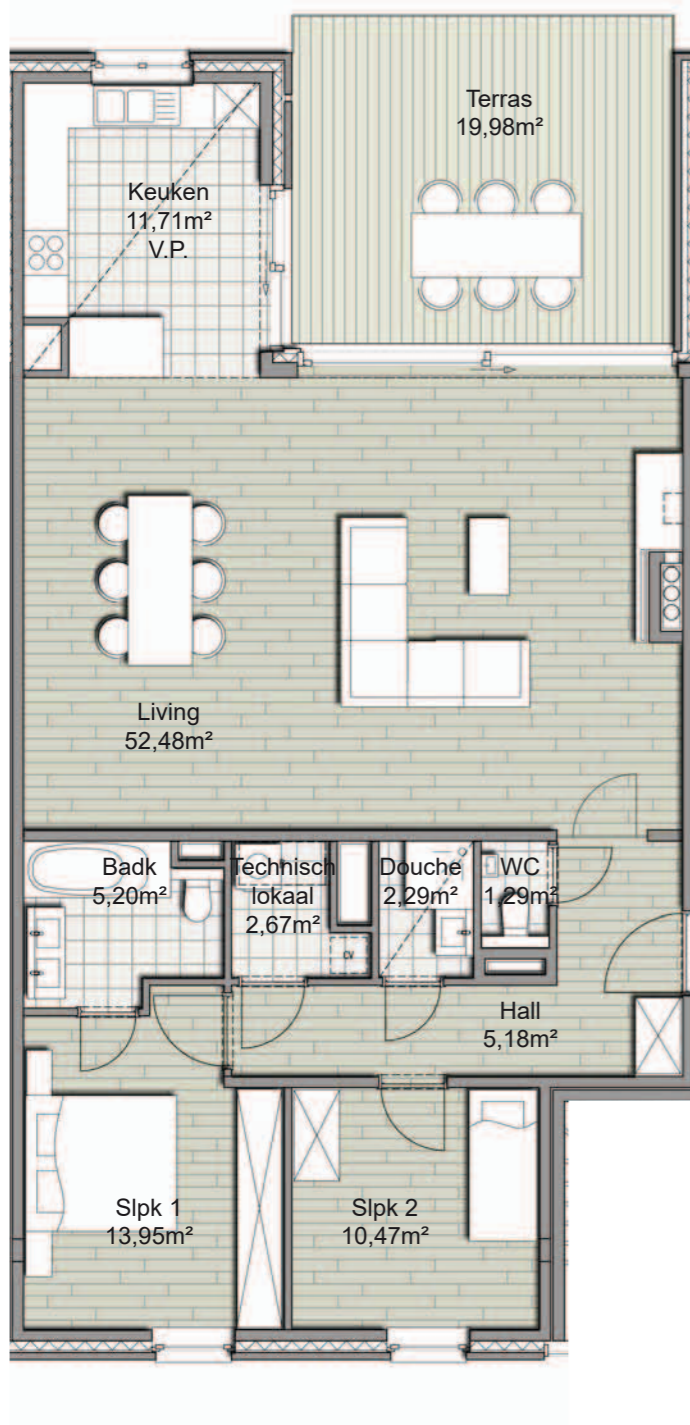 Terras
19,98m²
Keuken
11,71m²
V.P.
Living
52,48m²
Badk
5,20m²
Technisch
lokaal
2,67m²
Douche
2,29m²
WC
1,29m²
CV
Hall
5,18m²
Slpk 1
13,95m²
Slpk 2
10,47m²